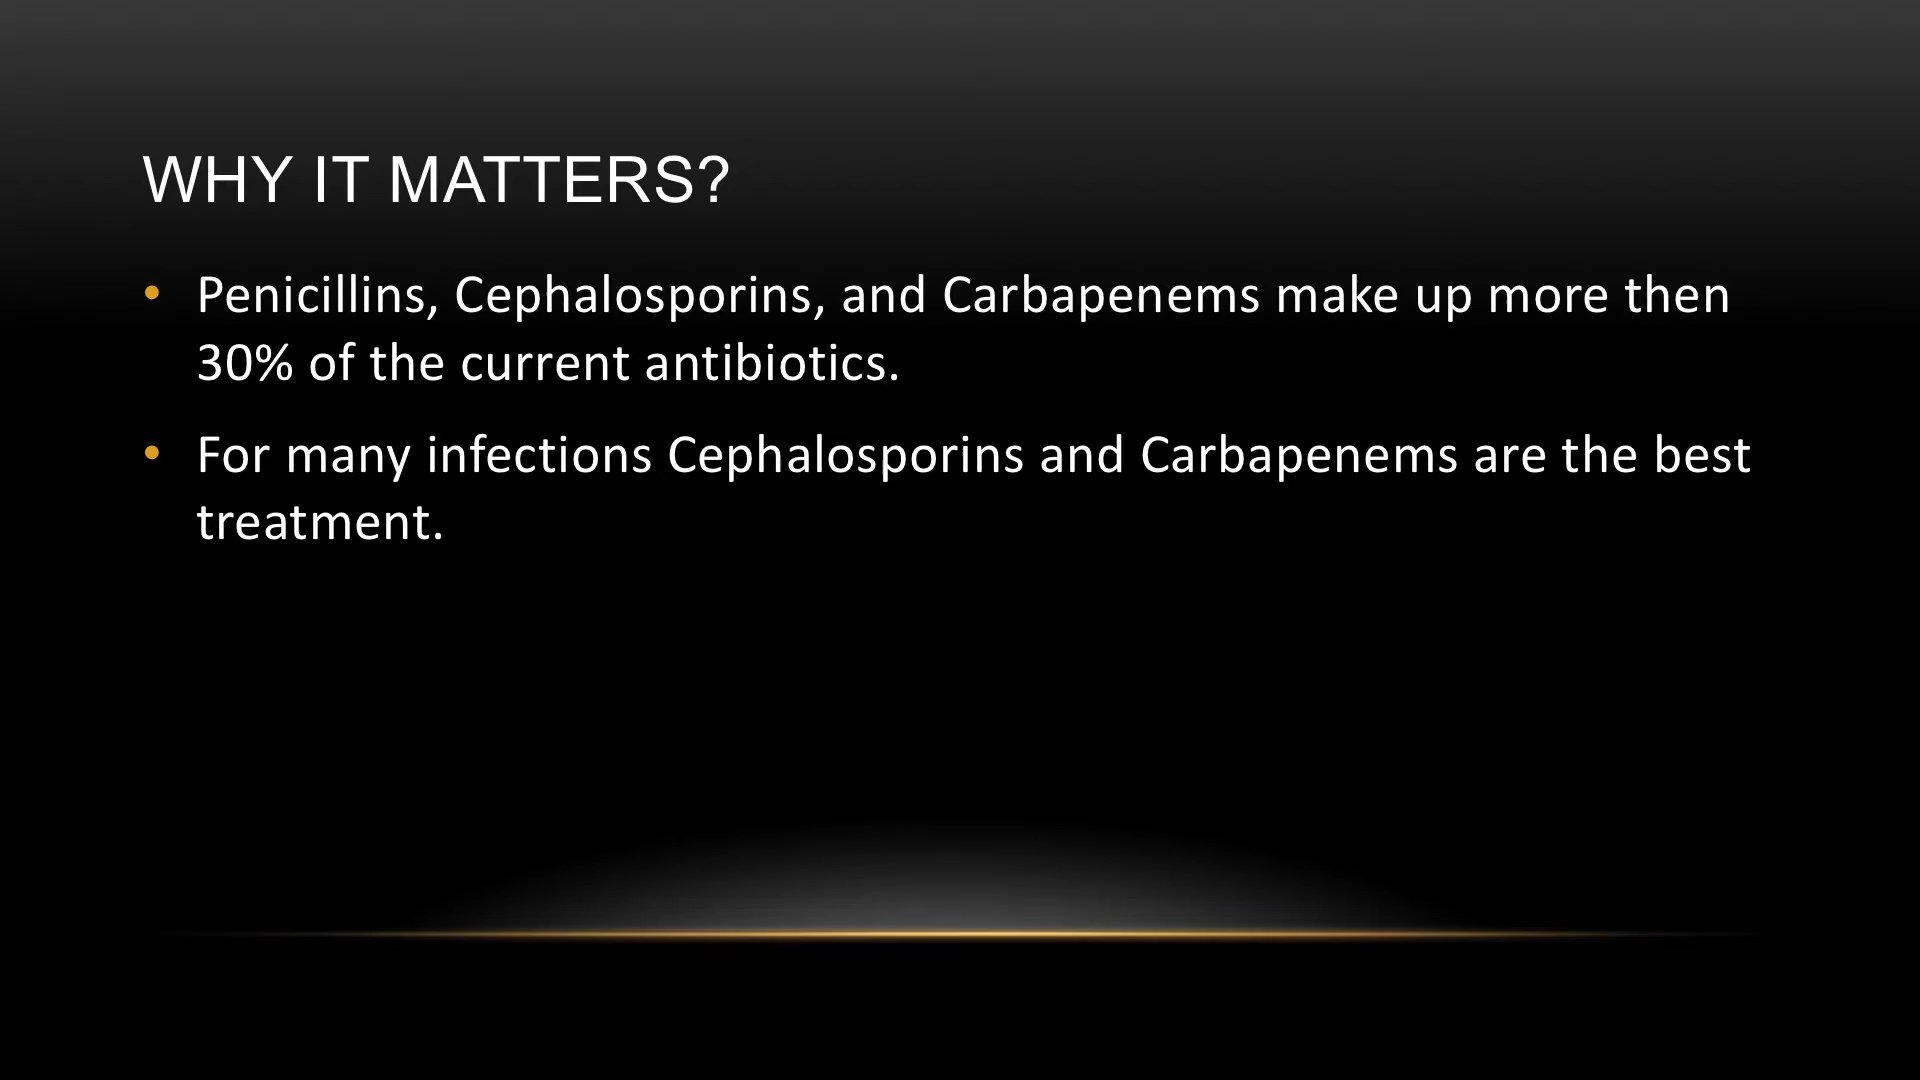 WHY IT MATTERS?
• Penicillins, Cephalosporins, and Carbapenems make up more then
30% of the current antibiotics.
• For many infections Cephalosporins and Carbapenems are the best
treatment.